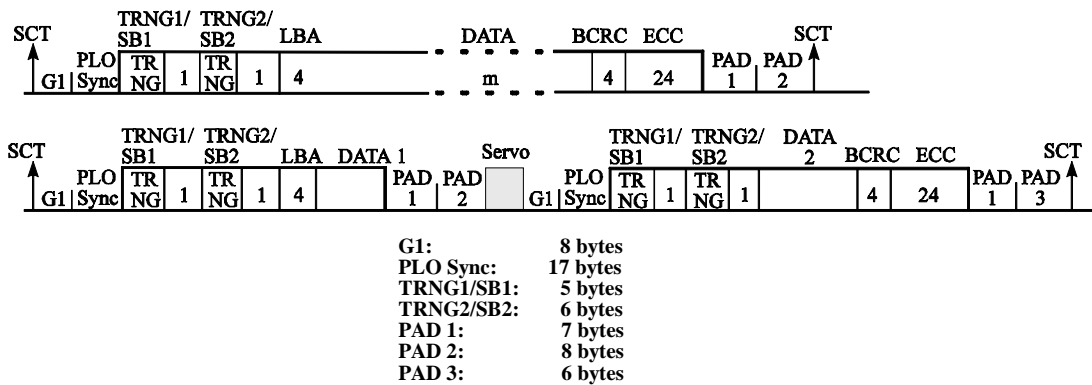 TRNG1/ TRNG2/
SCT SB1 SB2 LBA DATA BCRC ECC SCT
PLO TR TR PAD PAD
G1 Sync NG 1 NG 1 4 m 4 24 1 2
TRNG1/ TRNG2/ TRNG1/ TRNG2/ DATA
SCT SB1 SB2 LBA DATA 1 Servo SB1 SB2 2 BCRC ECC SCT
PLO TR TR PAD PAD PLO TR TR PAD PAD
G1 Sync NG 1 NG 1 4 1 2 G1 Sync NG 1 NG 1 4 24 1 3
G1: 8 bytes
PLO Sync: 17 bytes
TRNG1/SB1: 5 bytes
TRNG2/SB2: 6 bytes
PAD 1: 7 bytes
PAD 2: 8 bytes
PAD 3: 6 bytes